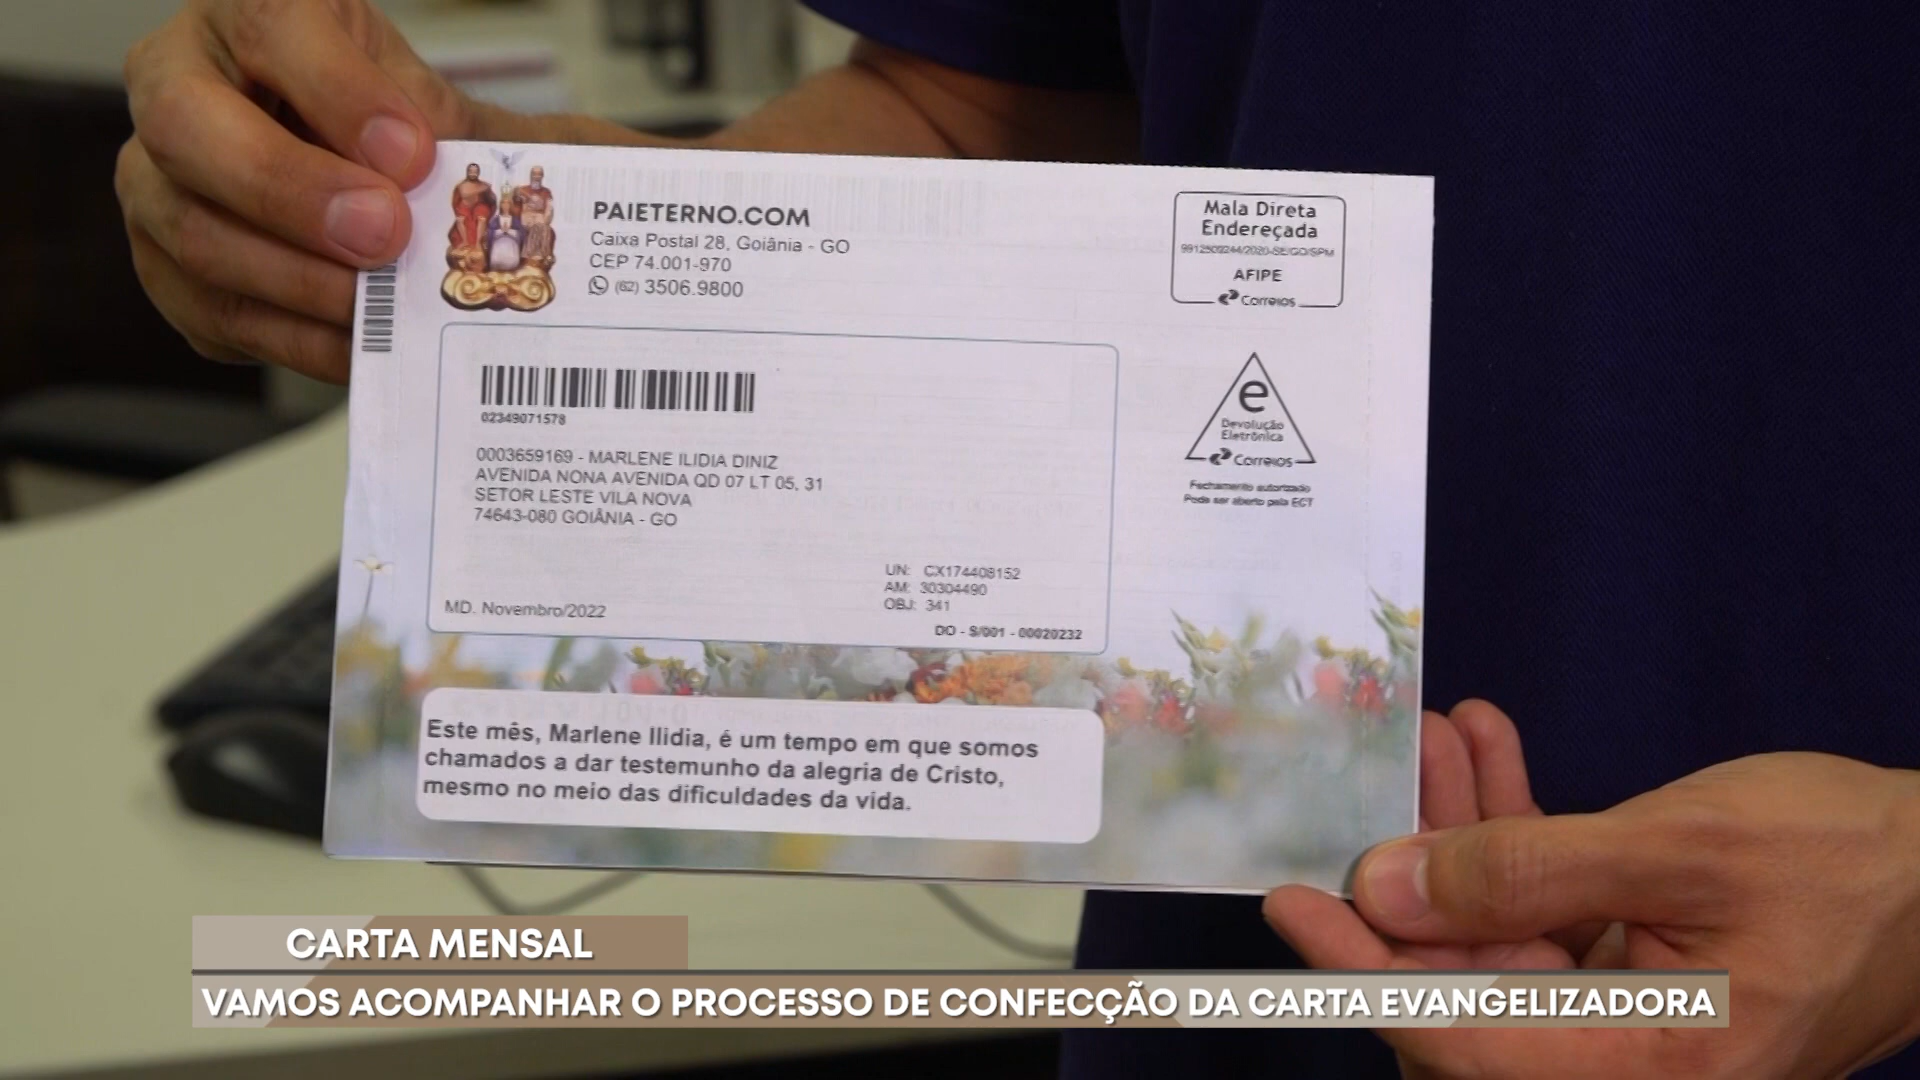 PAIETERNO.COM
Caixa Postal 28, Goiânia - GO
CEP 74.001-970
(62) 3506.9800
Mala Direta
Endereçada
9912509244/2020-SE/GO/SPM
AFIPE
Correios
02349071578
0003659169 - MARLENE ILIDIA DINIZ
AVENIDA NONA AVENIDA QD 07 LT 05, 31
SETOR LESTE VILA NOVA
74643-080 GOIÂNIA - GO
e
Devolução
Eletrônica
Correios
Fechamento autorizado
Pode ser aberto pela ECT
UN: CX174408152
AM: 30304490
OBJ: 341
MD. Novembro/2022
DO - S/001 - 00020232
Este mês, Marlene Ilidia, é um tempo em que somos
chamados a dar testemunho da alegria de Cristo,
mesmo no meio das dificuldades da vida.
CARTA MENSAL
VAMOS ACOMPANHAR O PROCESSO DE CONFECÇÃO DA CARTA EVANGELIZADORA